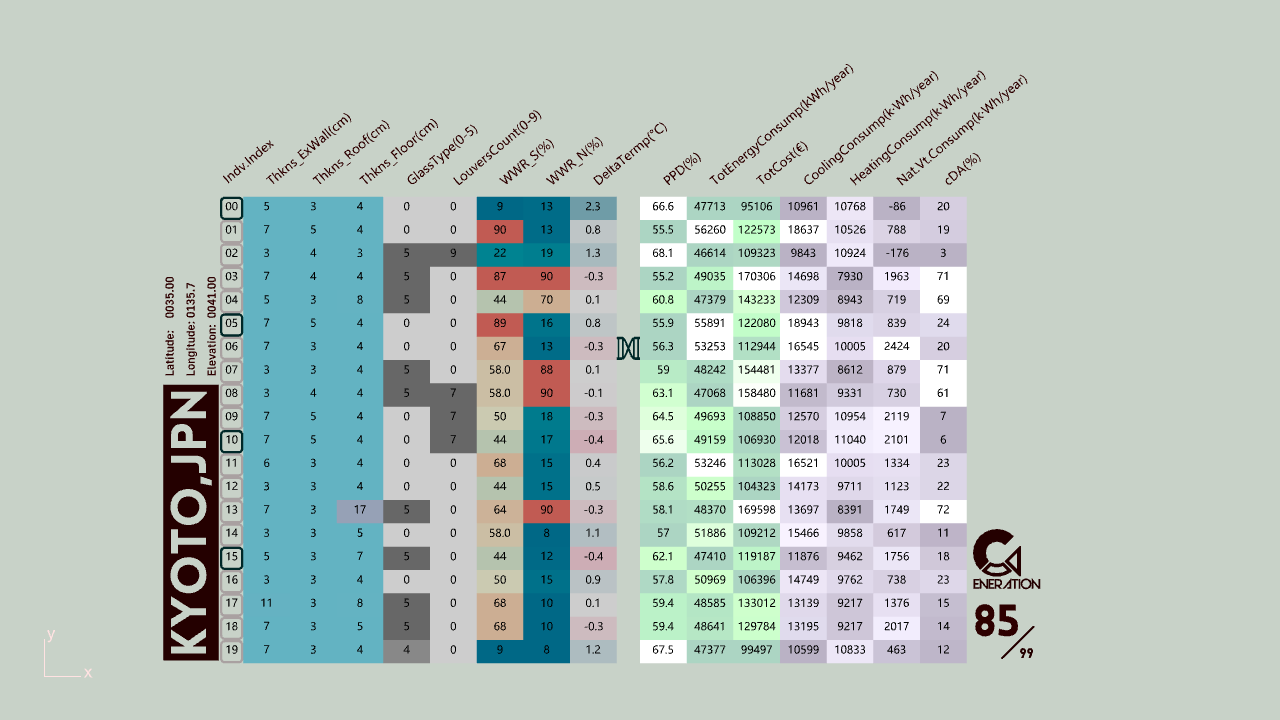 Indv.Index Thkns_ExWall(cm) Thkns_Roof(cm) Thkns_Floor(cm) GlassType(0-5) LouversCount(0-9) WWR_S(%) WWR_N(%) DeltaTermp(°C) PPD(%) TotEnergyConsump(kWh/year) TotCost(€) CoolingConsump(k·Wh/year) HeatingConsump(k·Wh/year) Nat.Vt.Consump(k·Wh/year) cDA(%)
00 5 3 4 0 0 9 13 2.3 66.6 47713 95106 10961 10768 -86 20
01 7 5 4 0 0 90 13 0.8 55.5 56260 122573 18637 10526 788 19
02 3 4 3 5 9 22 19 1.3 68.1 46614 109323 9843 10924 -176 3
03 7 4 4 5 0 87 90 -0.3 55.2 49035 170306 14698 7930 1963 71
04 5 3 8 5 0 44 70 0.1 60.8 47379 143233 12309 8943 719 69
05 7 5 4 0 0 89 16 0.8 55.9 55891 122080 18943 9818 839 24
06 7 3 4 0 0 67 13 -0.3 56.3 53253 112944 16545 10005 2424 20
07 3 3 4 5 0 58.0 88 0.1 59 48242 154481 13377 8612 879 71
08 3 4 4 5 7 58.0 90 -0.1 63.1 47068 158480 11681 9331 730 61
09 7 5 4 0 7 50 18 -0.3 64.5 49693 108850 12570 10954 2119 7
10 7 5 4 0 7 44 17 -0.4 65.6 49159 106930 12018 11040 2101 6
11 6 3 4 0 0 68 15 0.4 56.2 53246 113028 16521 10005 1334 23
12 3 3 4 0 0 44 15 0.5 58.6 50255 104323 14173 9711 1123 22
13 7 3 17 5 0 64 90 -0.3 58.1 48370 169598 13697 8391 1749 72
14 3 3 5 0 0 58.0 8 1.1 57 51886 109212 15466 9858 617 11
15 5 3 7 5 0 44 12 -0.4 62.1 47410 119187 11876 9462 1756 18
16 3 3 4 0 0 50 15 0.9 57.8 50969 106396 14749 9762 738 23
17 11 3 8 5 0 68 10 0.1 59.4 48585 133012 13139 9217 1376 15
18 7 3 5 5 0 68 10 -0.3 59.4 48641 129784 13195 9217 2017 14
19 7 3 4 4 0 9 8 1.2 67.5 47377 99497 10599 10833 463 12
Latitude: 0035.00
Longitude: 0135.7
Elevation: 0041.00
KYOTO,JPN
G
ENERATION
85/99
y
x